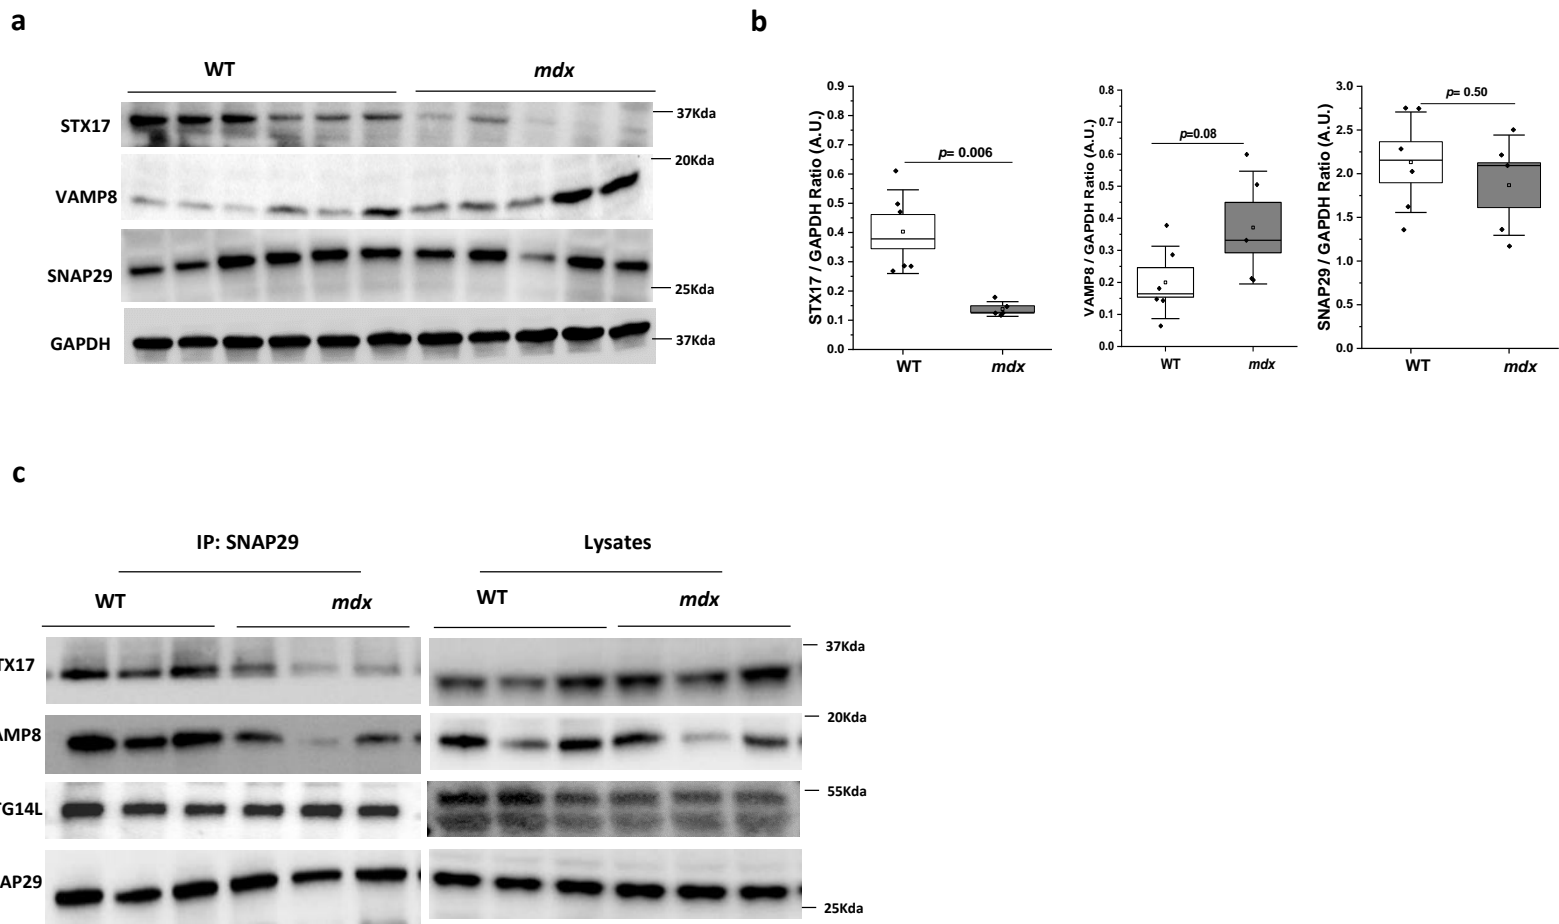 a
WT
mdx
STX17
37Kda
20Kda
VAMP8
SNAP29
25Kda
GAPDH
37Kda
b
STX17 / GAPDH Ratio (A.U.)
0.9
0.8
0.7
0.6
0.5
0.4
0.3
0.2
0.1
0.0
p= 0.006
WT
mdx
VAMP8 / GAPDH Ratio (A.U.)
0.8
0.7
0.6
0.5
0.4
0.3
0.2
0.1
0.0
p=0.08
WT
mdx
SNAP29 / GAPDH Ratio (A.U.)
3.0
2.5
2.0
1.5
1.0
0.5
0.0
p= 0.50
WT
mdx
c
IP: SNAP29
Lysates
WT
mdx
WT
mdx
TX17
37Kda
AMP8
20Kda
TG14L
55Kda
AP29
25Kda